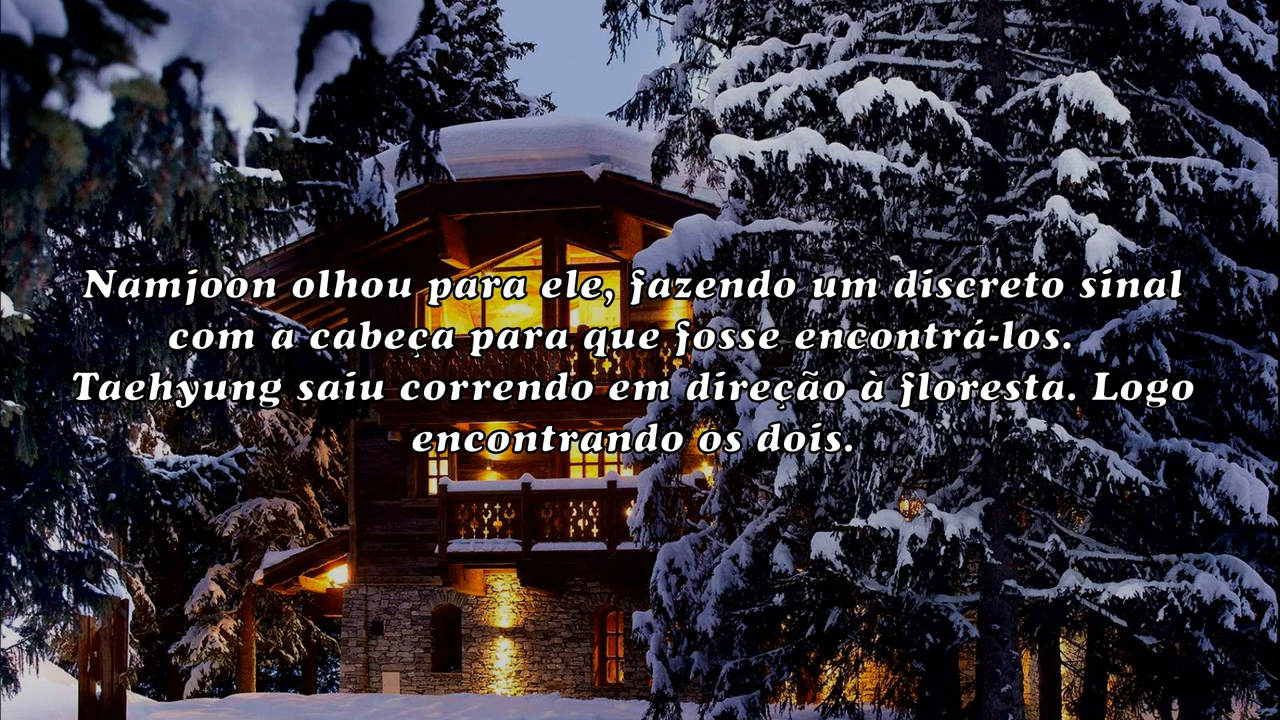 Namjoon olhou para ele, fazendo um discreto sinal
com a cabeça para que fosse encontrá-los.
Taehyung saiu correndo em direção à floresta. Logo
encontrando os dois.